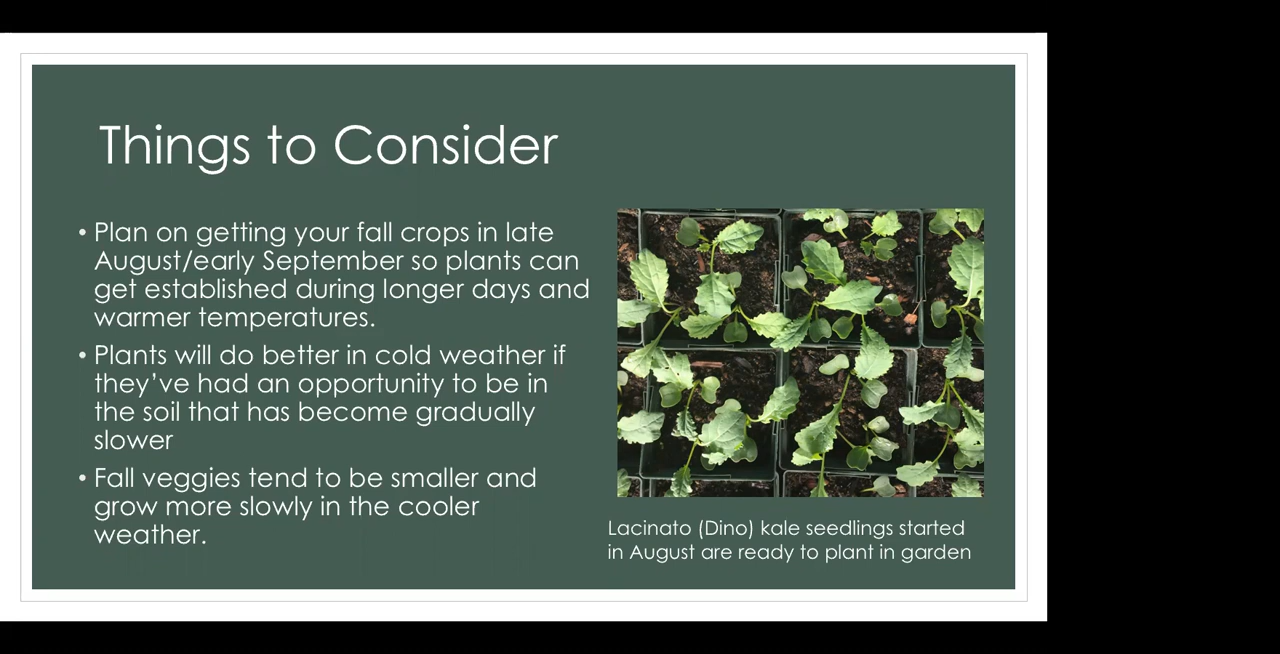 Things to Consider
• Plan on getting your fall crops in late
August/early September so plants can
get established during longer days and
warmer temperatures.
• Plants will do better in cold weather if
they’ve had an opportunity to be in
the soil that has become gradually
slower
• Fall veggies tend to be smaller and
grow more slowly in the cooler
weather.
Lacinato (Dino) kale seedlings started
in August are ready to plant in garden